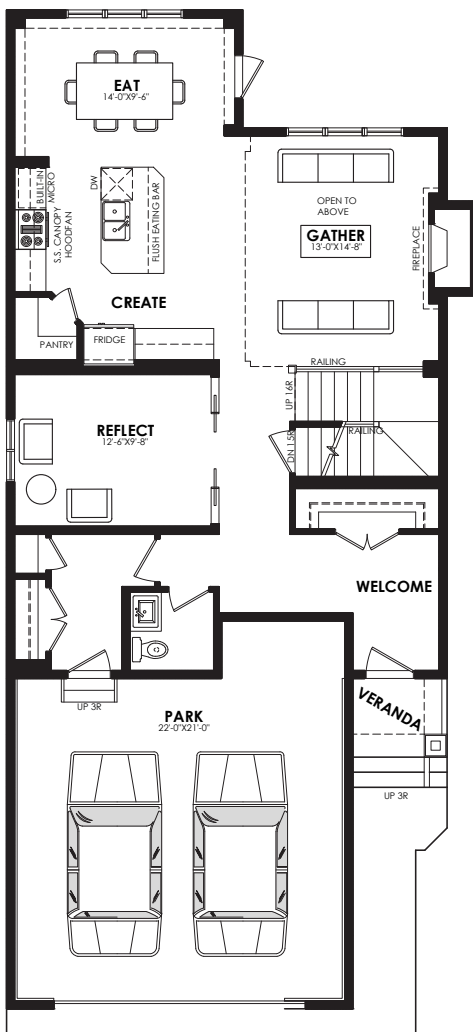 EAT
14'-0"X9'-6"
BUILT-IN
MICRO
S.S. CANOPY
HOODFAN
DW
FLUSH EATING BAR
OPEN TO
ABOVE
GATHER
13'-0X14'-8"
FIREPLACE
CREATE
PANTRY
FRIDGE
RAILING
UP 16R
RAILING
DN 15R
REFLECT
12'-6"X9'-8"
WELCOME
VERANDA
UP 3R
PARK
22'-0"X21'-0"
UP 3R